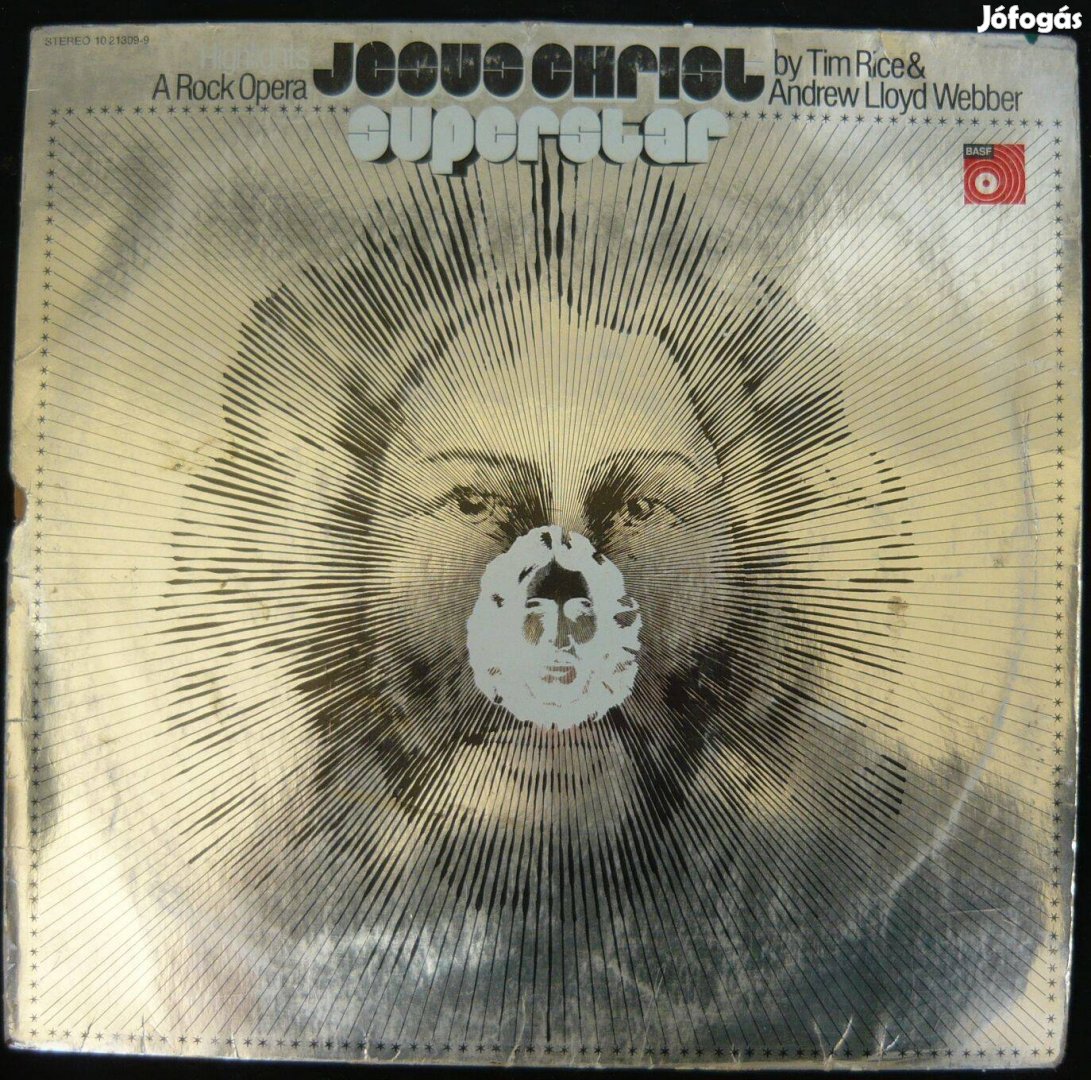 Jófogás
STEREO 10 21309-9
Highlights
A Rock Opera
JESUS CHRIST
superstar
by Tim Rice &
Andrew Lloyd Webber
BASF